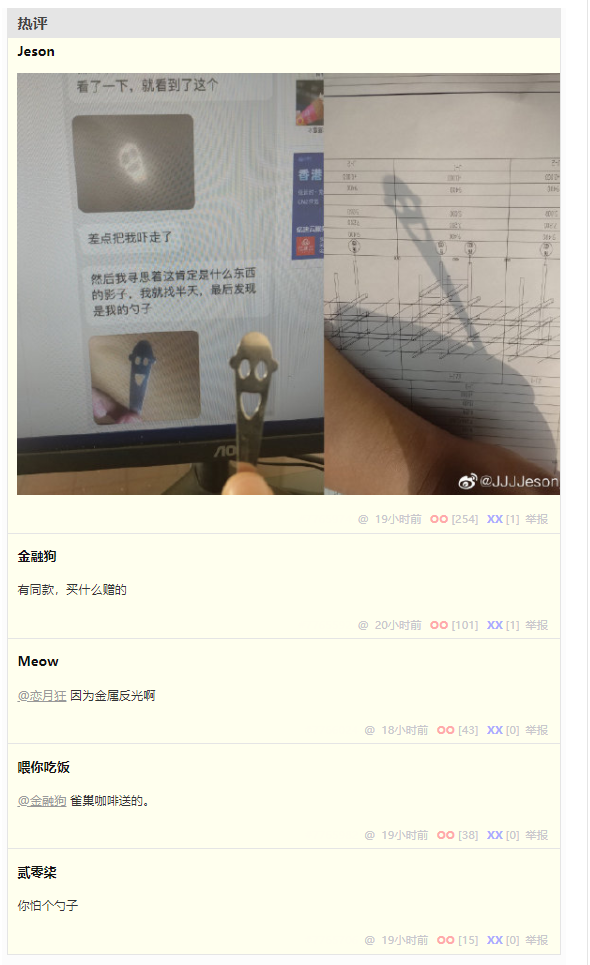 热评
Jeson
看了一下，就看到了这个
差点把我吓走了
然后我寻思着这肯定是什么东西
的影子，我就找半天，最后发现
是我的勺子
香港
AOC
@JJJJeson
@ 19小时前 OO [254] XX [1] 举报
金融狗
有同款，买什么赠的
@ 20小时前 OO [101] XX [1] 举报
Meow
@恋月狂 因为金属反光啊
@ 18小时前 OO [43] XX [0] 举报
喂你吃饭
@金融狗 雀巢咖啡送的。
@ 19小时前 OO [38] XX [0] 举报
贰零柒
你怕个勺子
@ 19小时前 OO [15] XX [0] 举报